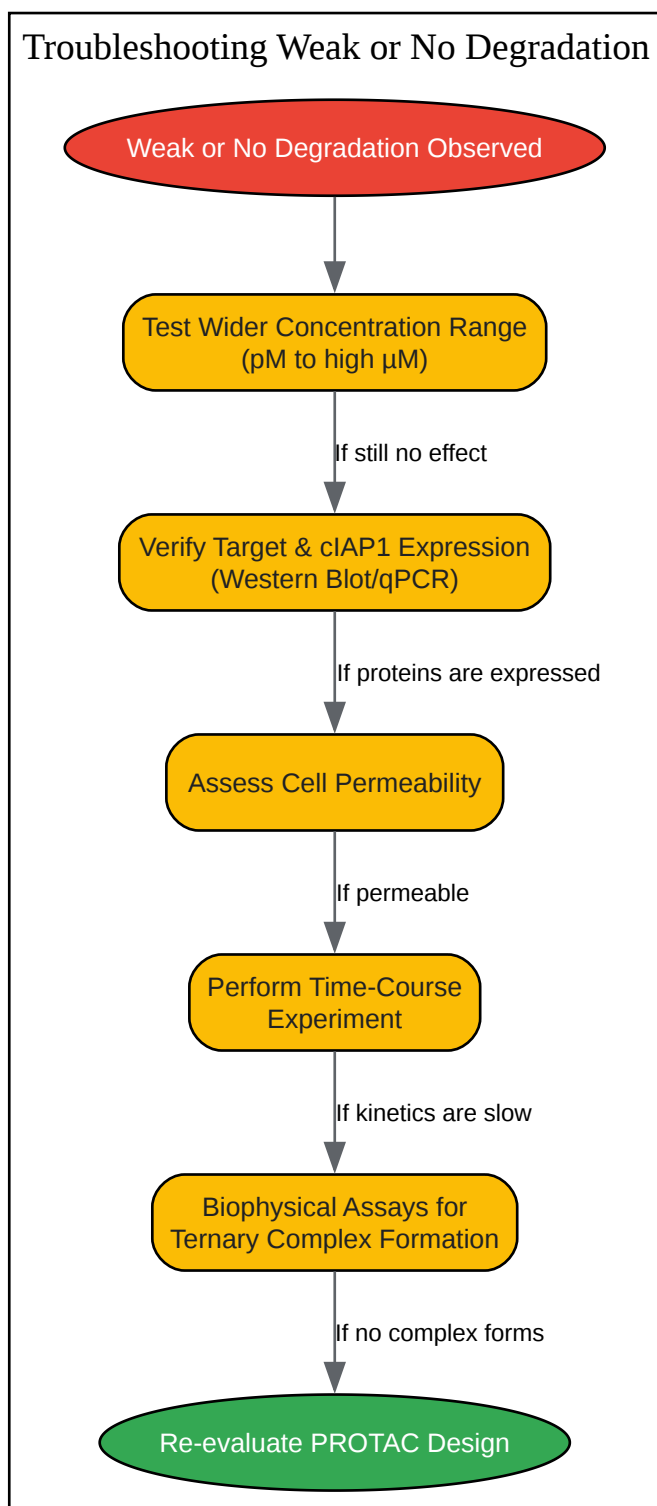 Troubleshooting Weak or No Degradation
Weak or No Degradation Observed
Test Wider Concentration Range
(pM to high µM)
If still no effect
Verify Target & cIAP1 Expression
(Western Blot/qPCR)
If proteins are expressed
Assess Cell Permeability
If permeable
Perform Time-Course
Experiment
If kinetics are slow
Biophysical Assays for
Ternary Complex Formation
If no complex forms
Re-evaluate PROTAC Design